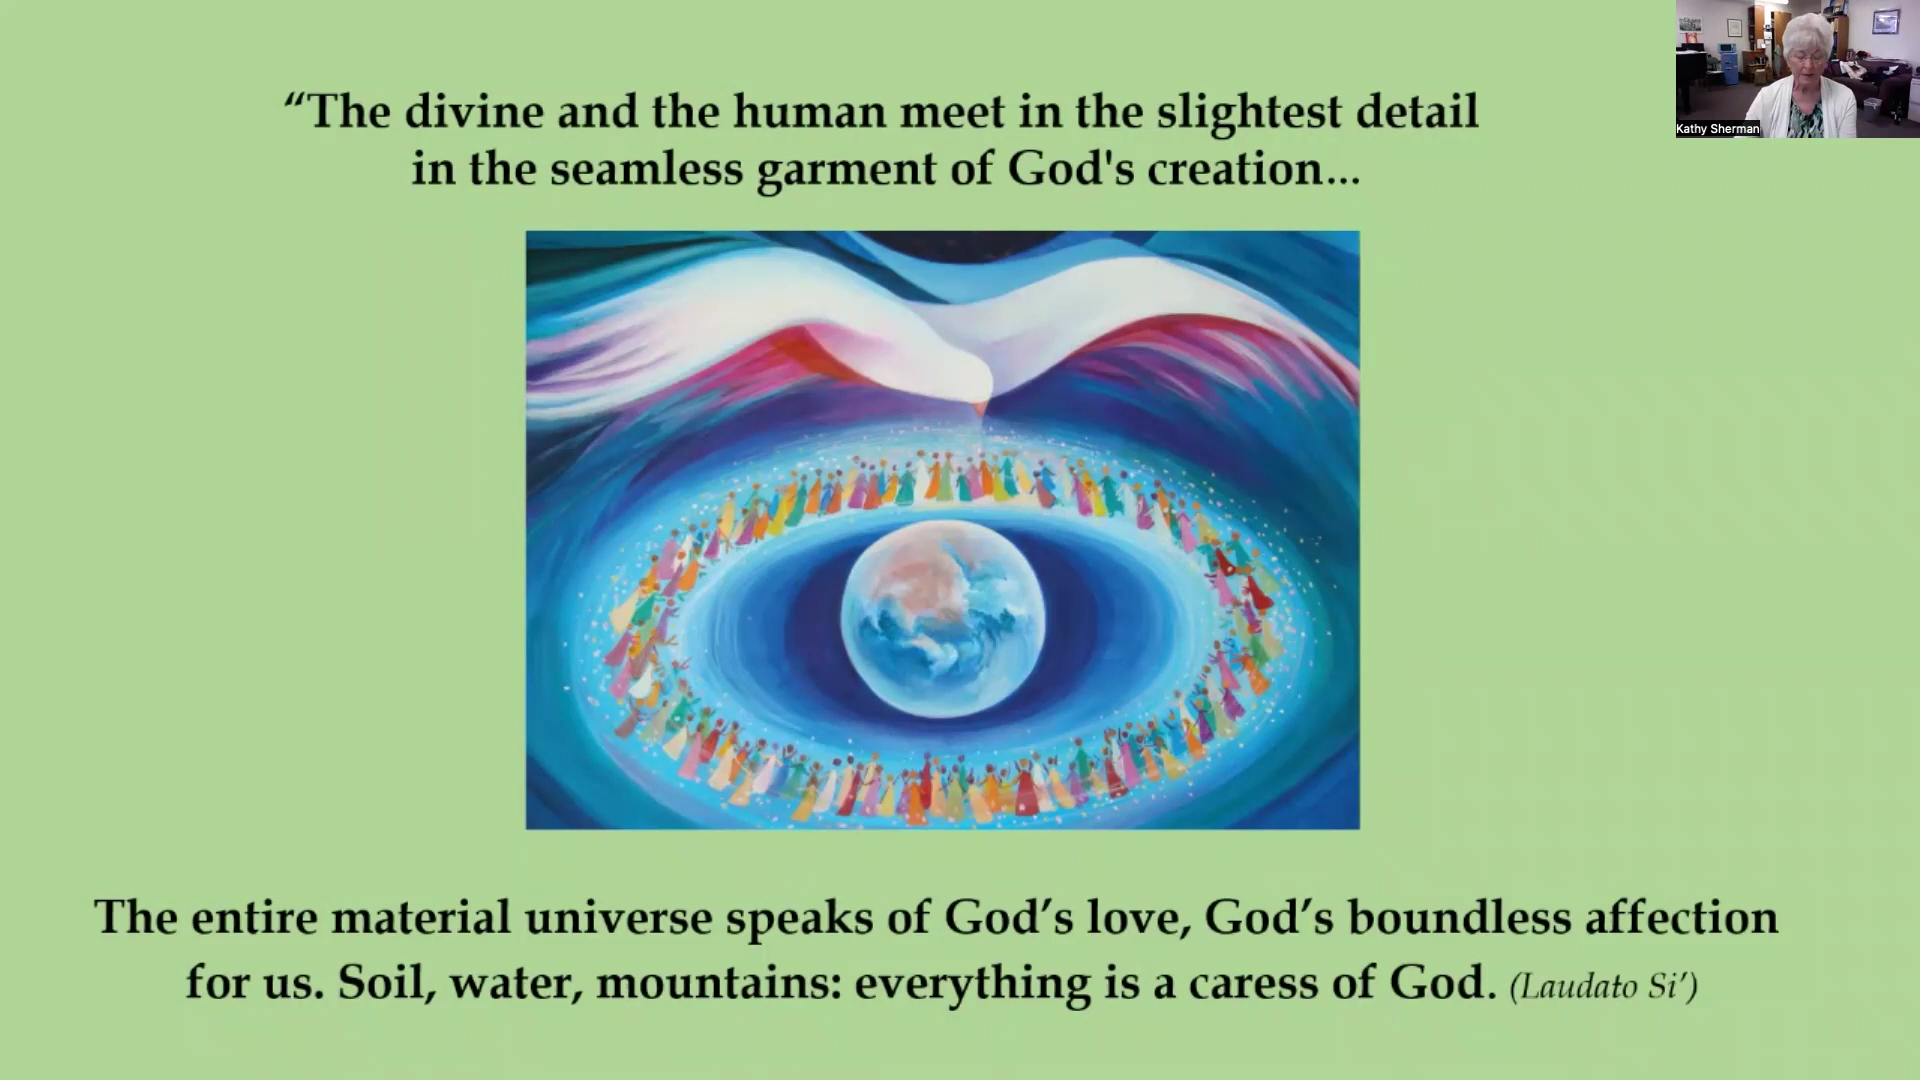 “The divine and the human meet in the slightest detail
in the seamless garment of God's creation...
Kathy Sherman
The entire material universe speaks of God’s love, God’s boundless affection
for us. Soil, water, mountains: everything is a caress of God. (Laudato Si’)